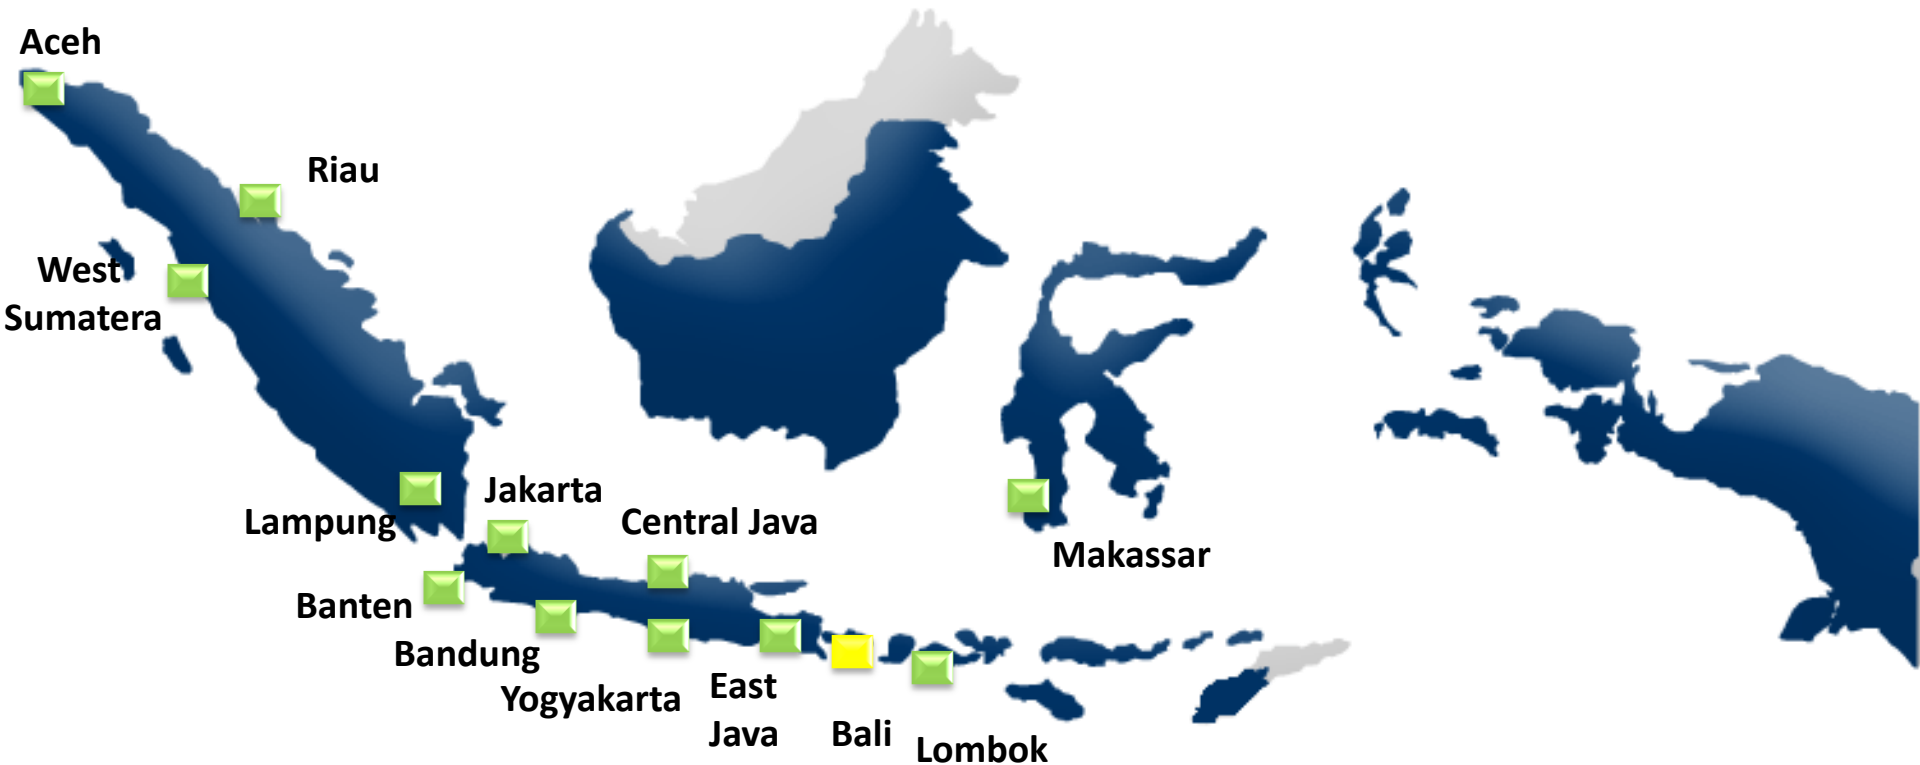 Aceh
Riau
West
Sumatera
Jakarta
Lampung
Central Java
Makassar
Banten
Bandung
Yogyakarta
East
Java
Bali
Lombok